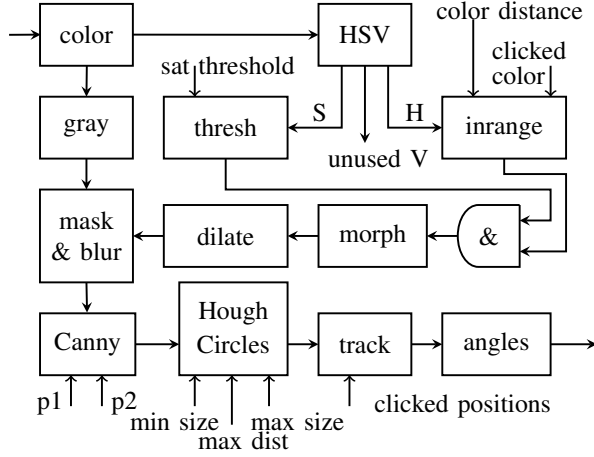 color
HSV
color distance
sat threshold
clicked
color
gray
thresh
S
H
inrange
unused V
mask
& blur
dilate
morph
&
Canny
Hough
Circles
track
angles
p1
p2
min size
max dist
max size
clicked positions